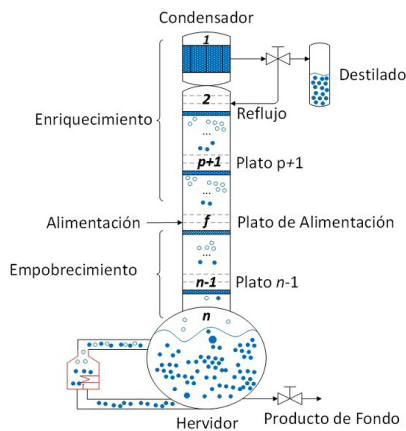 Condensador
1
Destilado
2
Reflujo
Enriquecimiento
...
p+1
Plato p+1
...
Alimentación
f
Plato de Alimentación
Empobrecimiento
...
n-1
Plato n-1
n
Hervidor
Producto de Fondo